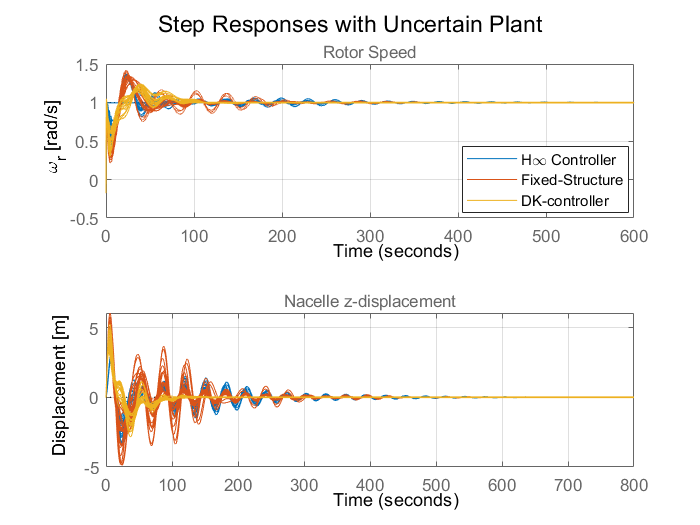 Step Responses with Uncertain Plant
Rotor Speed
1.5
1
0.5
0
-0.5
ω_r [rad/s]
H∞ Controller
Fixed-Structure
DK-controller
0 100 200 300 400 500 600
Time (seconds)
Nacelle z-displacement
5
0
-5
Displacement [m]
0 100 200 300 400 500 600 700 800
Time (seconds)